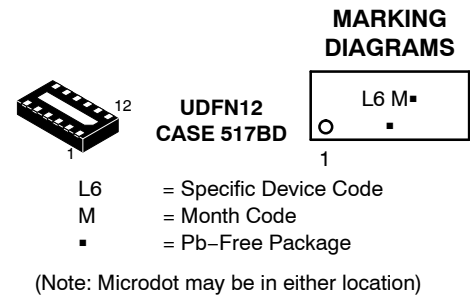 MARKING
DIAGRAMS
12
1
UDFN12
CASE 517BD
L6 M▪
▪
1
L6 = Specific Device Code
M = Month Code
▪ = Pb−Free Package
(Note: Microdot may be in either location)